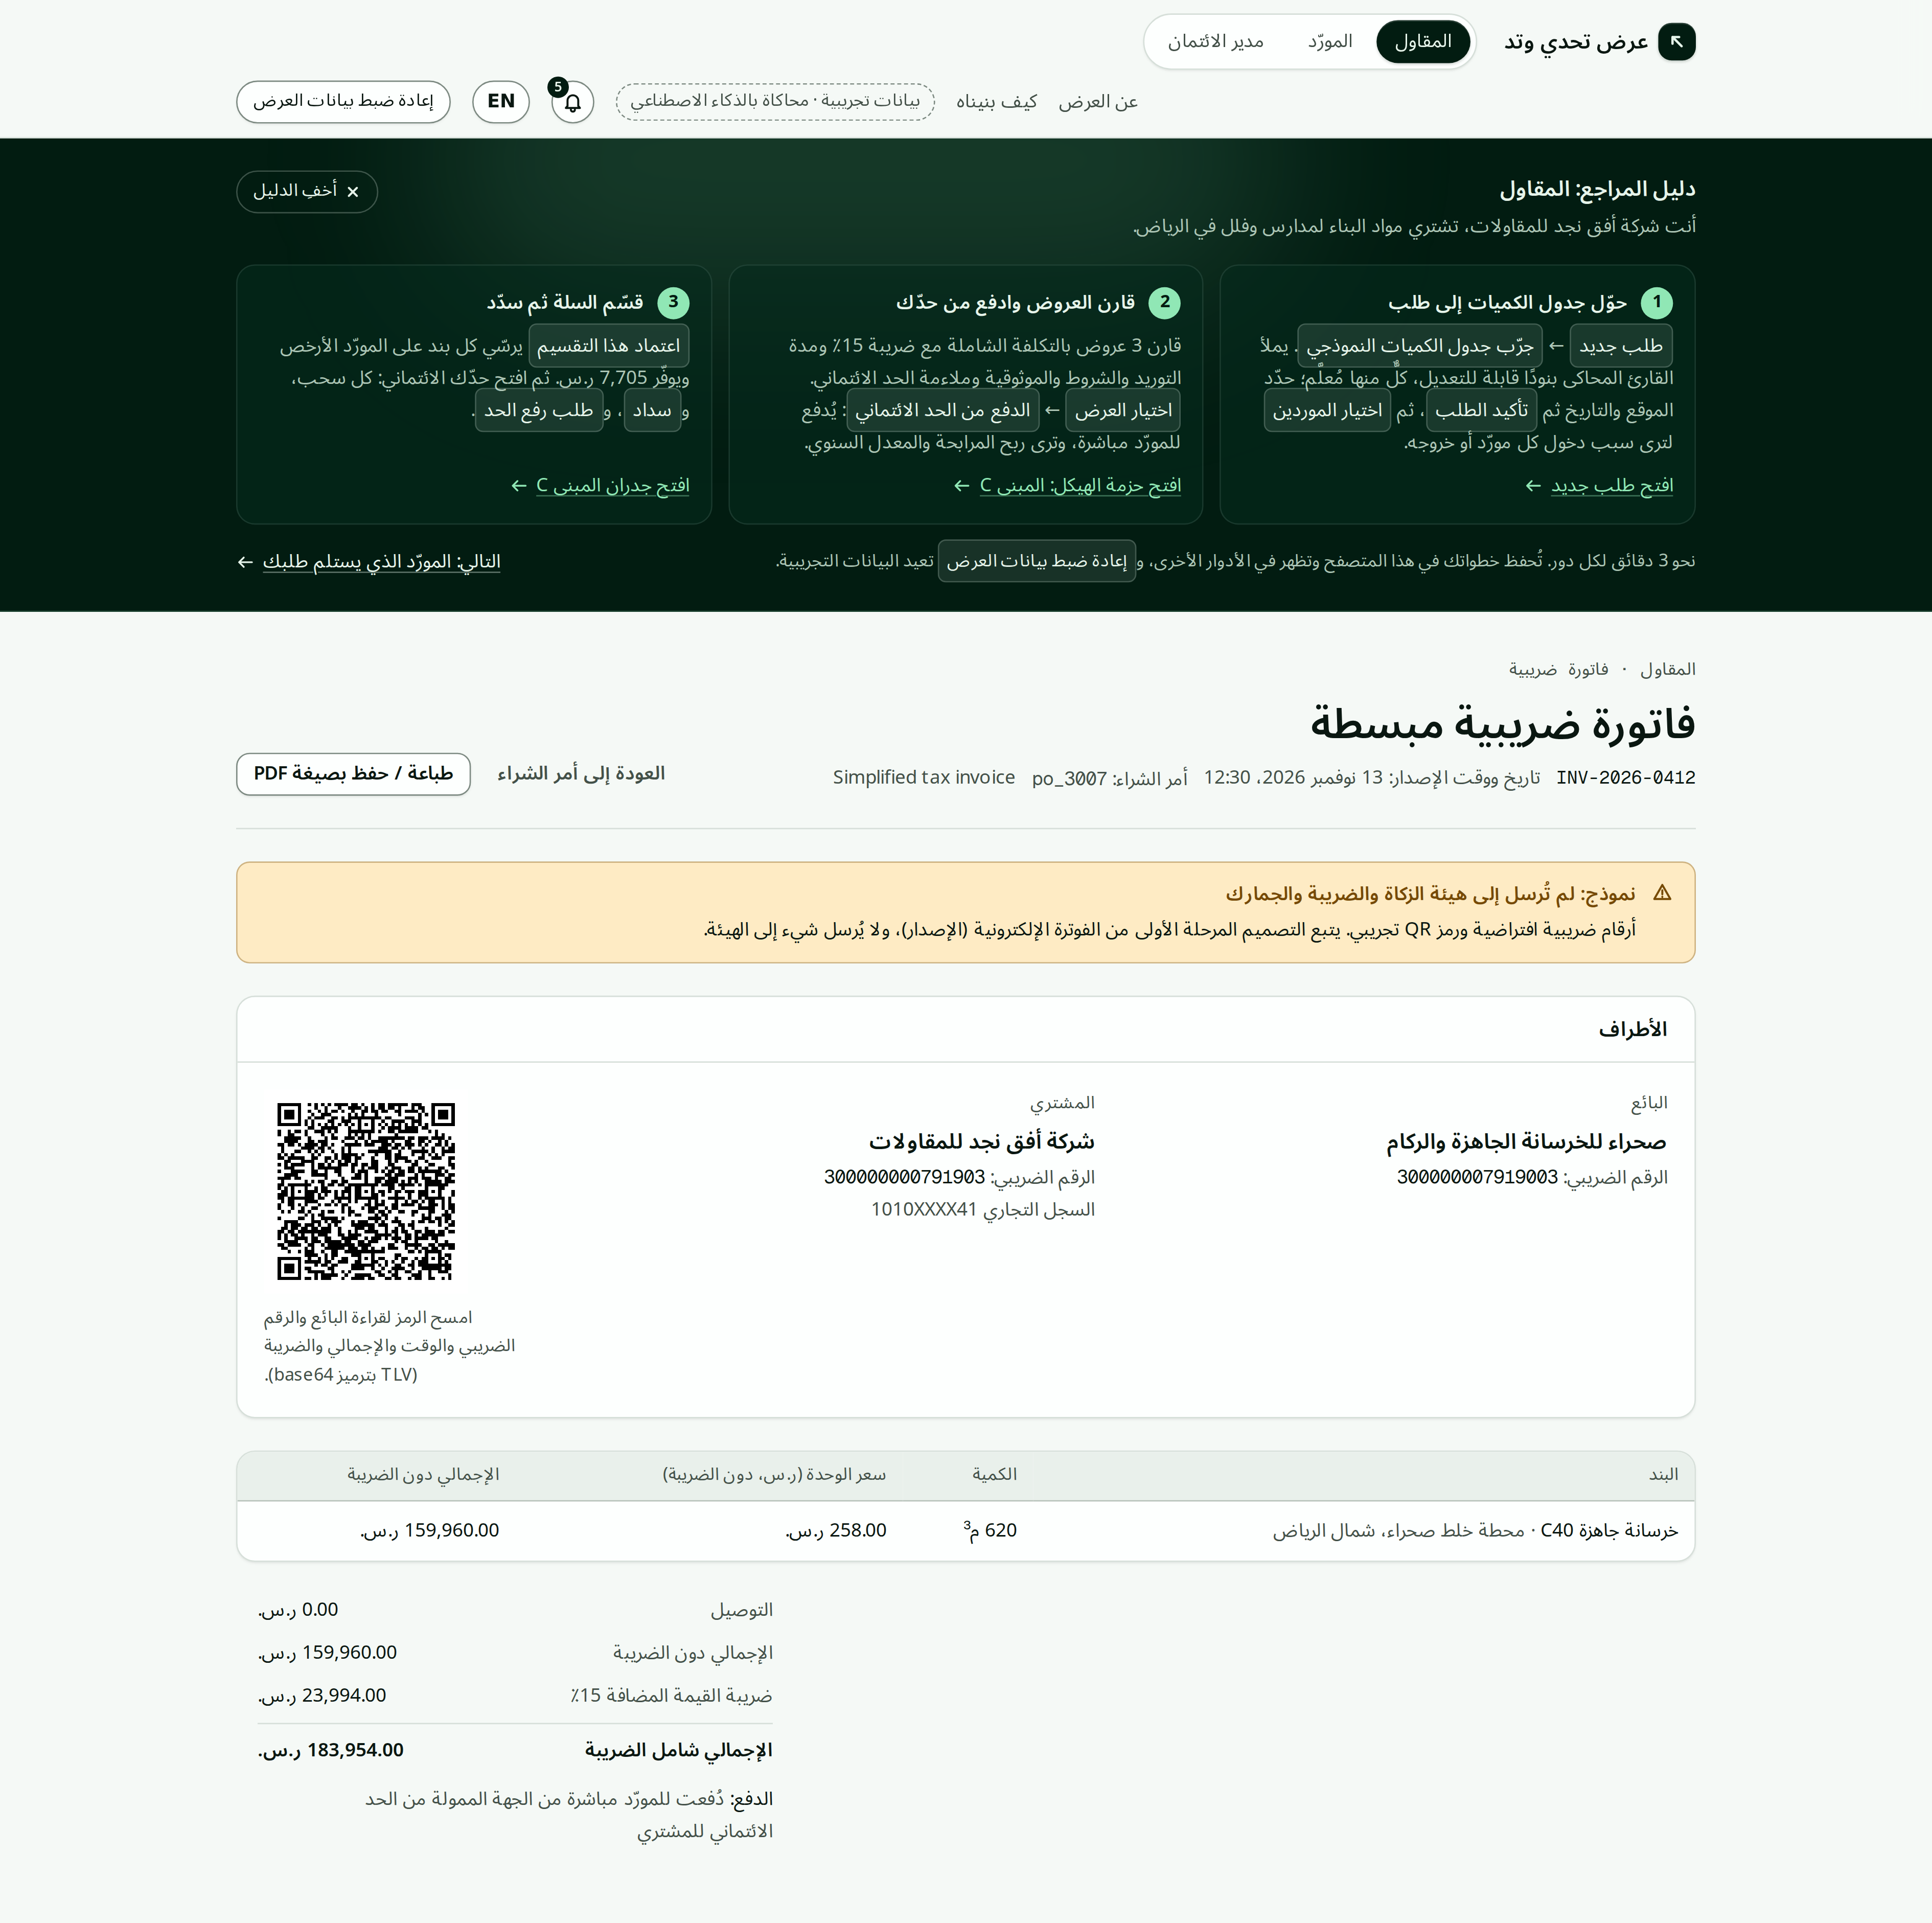 عرض تحدي وتد
المقاول
المورّد
مدير الائتمان
عن العرض
كيف بنيناه
بيانات تجريبية · محاكاة بالذكاء الاصطناعي
5
EN
إعادة ضبط بيانات العرض
دليل المراجع: المقاول
أخفِ الدليل
أنت شركة أفق نجد للمقاولات، تشتري مواد البناء لمدارس وفلل في الرياض.
1 حوّل جدول الكميات إلى طلب
طلب جديد ← جرّب جدول الكميات النموذجي. يملأ
القارئ المحاكى بنودًا قابلة للتعديل، كلٌّ منها مُعلَّم؛ حدّد
الموقع والتاريخ ثم تأكيد الطلب، ثم اختيار الموردين
لترى سبب دخول كل مورّد أو خروجه.
افتح طلب جديد ←
2 قارن العروض وادفع من حدّك
قارن 3 عروض بالتكلفة الشاملة مع ضريبة 15٪ ومدة
التوريد والشروط والموثوقية وملاءمة الحد الائتماني.
اختيار العرض ← الدفع من الحد الائتماني: يُدفع
للمورّد مباشرة، وترى ربح المرابحة والمعدل السنوي.
افتح حزمة الهيكل: المبنى C ←
3 قسّم السلة ثم سدّد
اعتماد هذا التقسيم يرسّي كل بند على المورّد الأرخص
ويوفّر 7,705 ر.س. ثم افتح حدّك الائتماني: كل سحب،
وسداد، وطلب رفع الحد.
افتح جدران المبنى C ←
نحو 3 دقائق لكل دور. تُحفظ خطواتك في هذا المتصفح وتظهر في الأدوار الأخرى، وإعادة ضبط بيانات العرض تعيد البيانات التجريبية.
التالي: المورّد الذي يستلم طلبك ←
المقاول · فاتورة ضريبية
فاتورة ضريبية مبسطة
INV-2026-0412 تاريخ ووقت الإصدار: 13 نوفمبر 2026، 12:30 أمر الشراء: po_3007 Simplified tax invoice
العودة إلى أمر الشراء
طباعة / حفظ بصيغة PDF
نموذج: لم تُرسل إلى هيئة الزكاة والضريبة والجمارك
أرقام ضريبية افتراضية ورمز QR تجريبي. يتبع التصميم المرحلة الأولى من الفوترة الإلكترونية (الإصدار)، ولا يُرسل شيء إلى الهيئة.
الأطراف
البائع
صحراء للخرسانة الجاهزة والركام
الرقم الضريبي: 300000007919003
المشتري
شركة أفق نجد للمقاولات
الرقم الضريبي: 300000000791903
السجل التجاري 1010XXXX41
امسح الرمز لقراءة البائع والرقم
الضريبي والوقت والإجمالي والضريبة
(TLV بترميز base64).
البند الكمية سعر الوحدة (ر.س، دون الضريبة) الإجمالي دون الضريبة
خرسانة جاهزة C40 · محطة خلط صحراء، شمال الرياض 620 م³ 258.00 ر.س. 159,960.00 ر.س.
التوصيل 0.00 ر.س.
الإجمالي دون الضريبة 159,960.00 ر.س.
ضريبة القيمة المضافة 15٪ 23,994.00 ر.س.
الإجمالي شامل الضريبة 183,954.00 ر.س.
الدفع: دُفعت للمورّد مباشرة من الجهة الممولة من الحد
الائتماني للمشتري